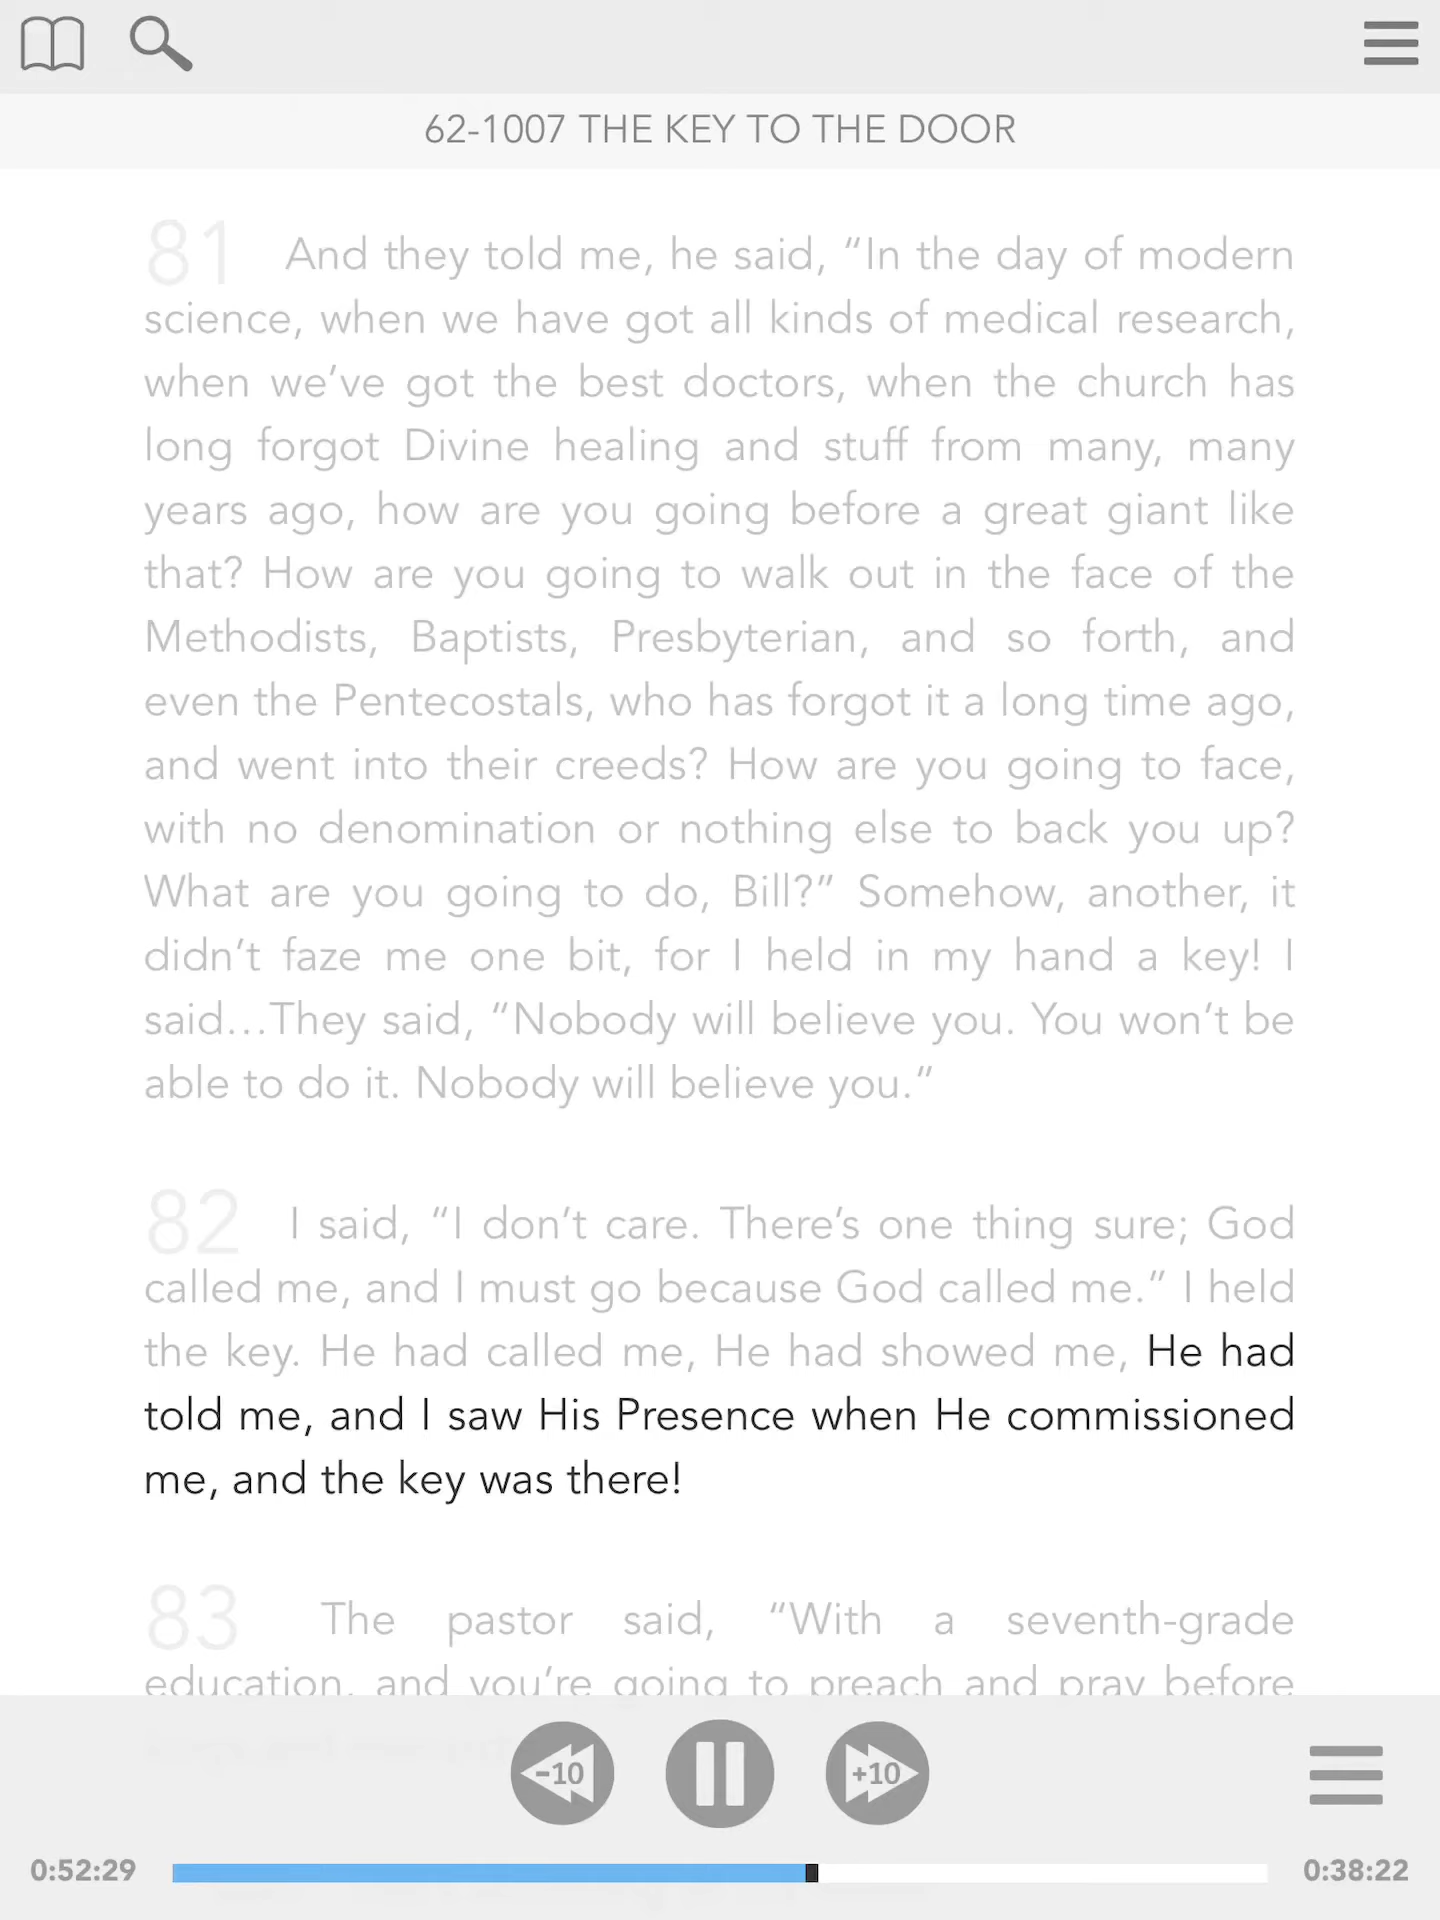 62-1007 THE KEY TO THE DOOR
81 And they told me, he said, “In the day of modern
science, when we have got all kinds of medical research,
when we’ve got the best doctors, when the church has
long forgot Divine healing and stuff from many, many
years ago, how are you going before a great giant like
that? How are you going to walk out in the face of the
Methodists, Baptists, Presbyterian, and so forth, and
even the Pentecostals, who has forgot it a long time ago,
and went into their creeds? How are you going to face,
with no denomination or nothing else to back you up?
What are you going to do, Bill?” Somehow, another, it
didn’t faze me one bit, for I held in my hand a key! I
said…They said, “Nobody will believe you. You won’t be
able to do it. Nobody will believe you.”
82 I said, “I don’t care. There’s one thing sure; God
called me, and I must go because God called me.” I held
the key. He had called me, He had showed me, He had
told me, and I saw His Presence when He commissioned
me, and the key was there!
83 The pastor said, “With a seventh-grade
education, and you’re going to preach and pray before
-10 +10
0:52:29 0:38:22